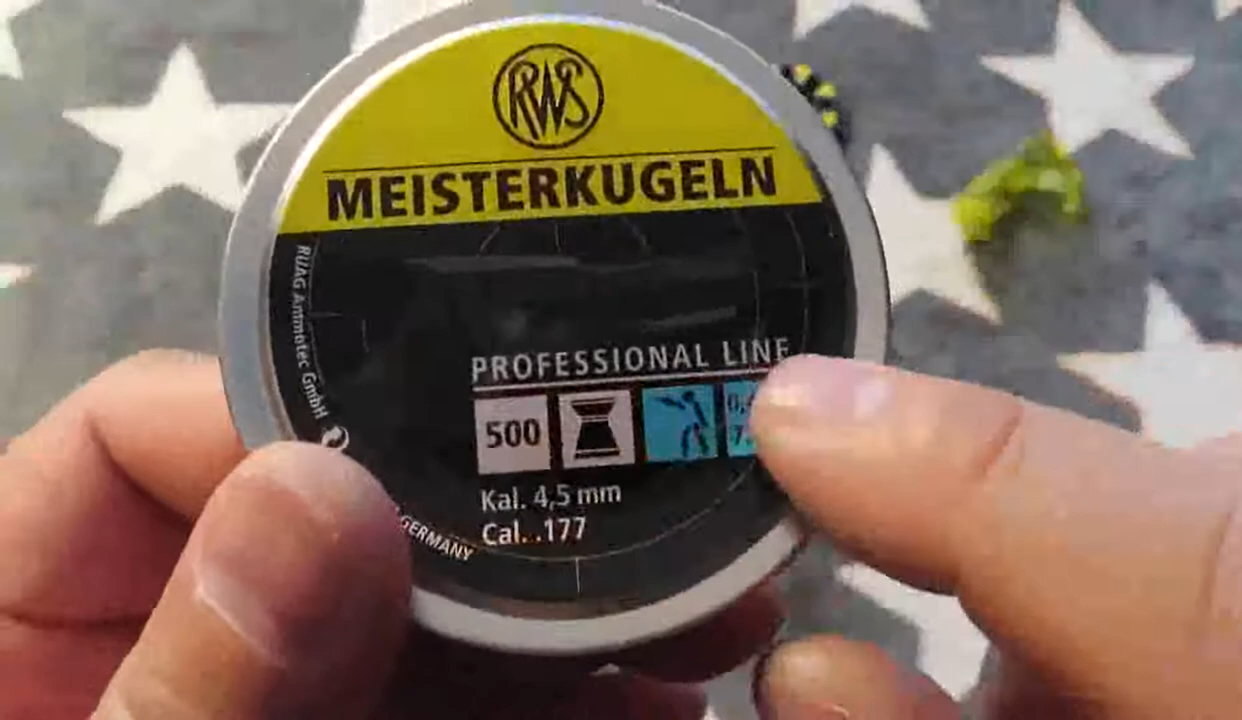 RWS
MEISTERKUGELN
RUAG Ammotec GmbH
PROFESSIONAL LINE
500
Kal. 4,5 mm
Cal. .177
GERMANY